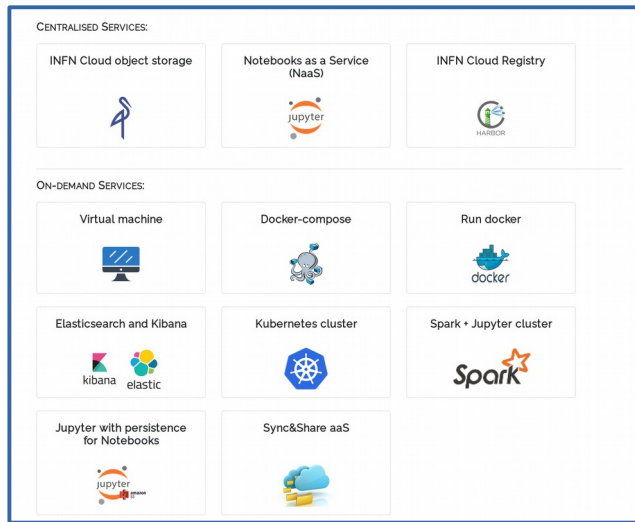 CENTRALISED SERVICES:
INFN Cloud object storage
Notebooks as a Service
(NaaS)
jupyter
INFN Cloud Registry
HARBOR
ON-DEMAND SERVICES:
Virtual machine
Docker-compose
Run docker
docker
Elasticsearch and Kibana
kibana
elastic
Kubernetes cluster
Spark + Jupyter cluster
Spark
Jupyter with persistence
for Notebooks
jupyter
amazon
Sync&Share aaS